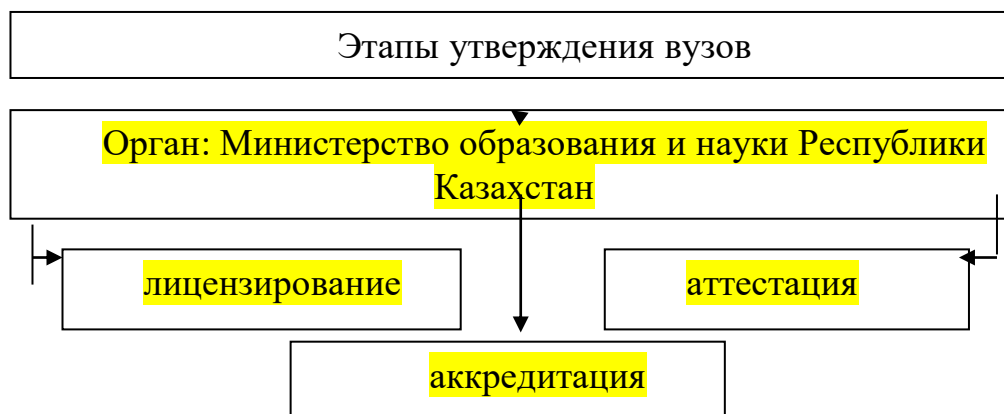 Этапы утверждения вузов
Орган: Министерство образования и науки Республики
Казахстан
лицензирование
аттестация
аккредитация